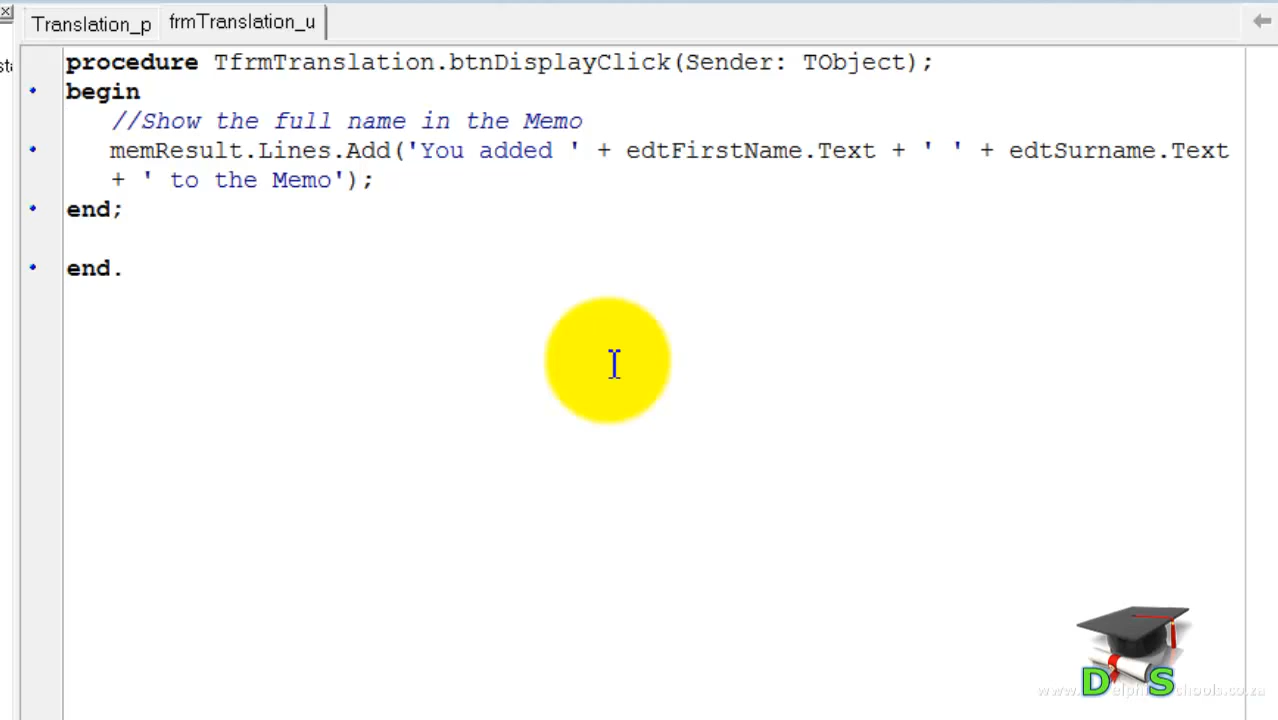 Translation_p frmTranslation_u
procedure TfrmTranslation.btnDisplayClick(Sender: TObject);
begin
//Show the full name in the Memo
memResult.Lines.Add('You added ' + edtFirstName.Text + ' ' + edtSurname.Text
+ ' to the Memo');
end;
end.
D S